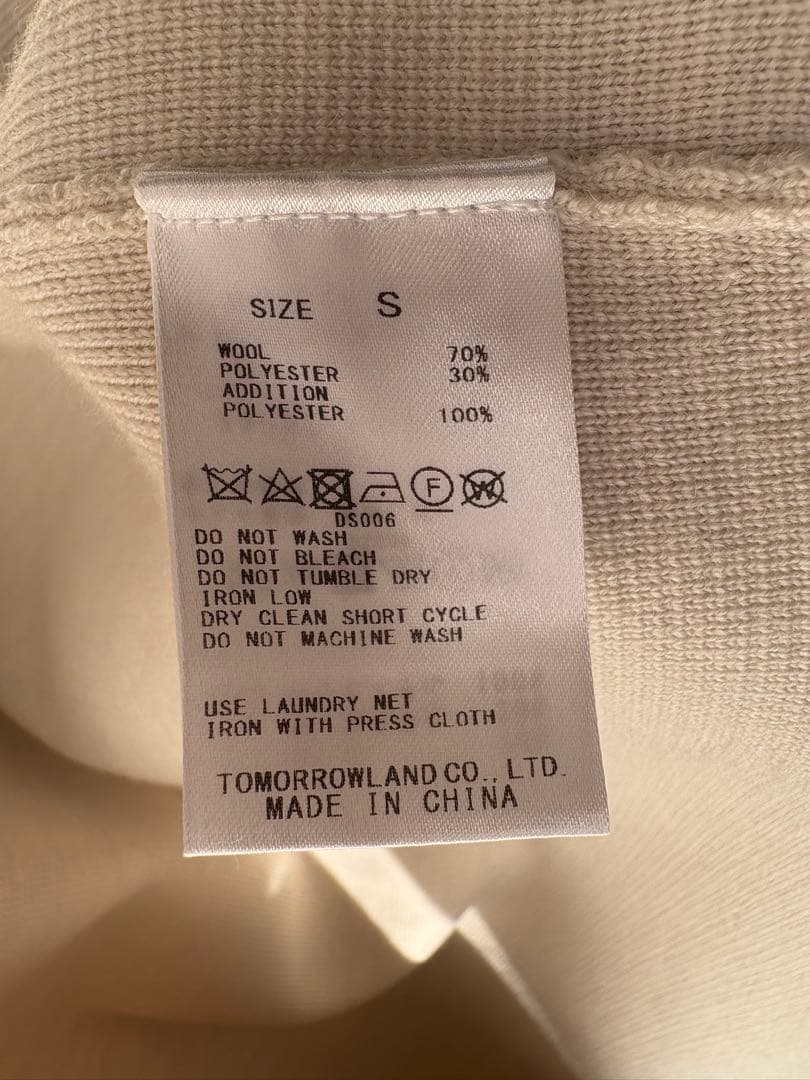 SIZE S
WOOL 70%
POLYESTER 30%
ADDITION
POLYESTER 100%
F W
DS006
DO NOT WASH
DO NOT BLEACH
DO NOT TUMBLE DRY
IRON LOW
DRY CLEAN SHORT CYCLE
DO NOT MACHINE WASH
USE LAUNDRY NET
IRON WITH PRESS CLOTH
TOMORROWLAND CO., LTD.
MADE IN CHINA